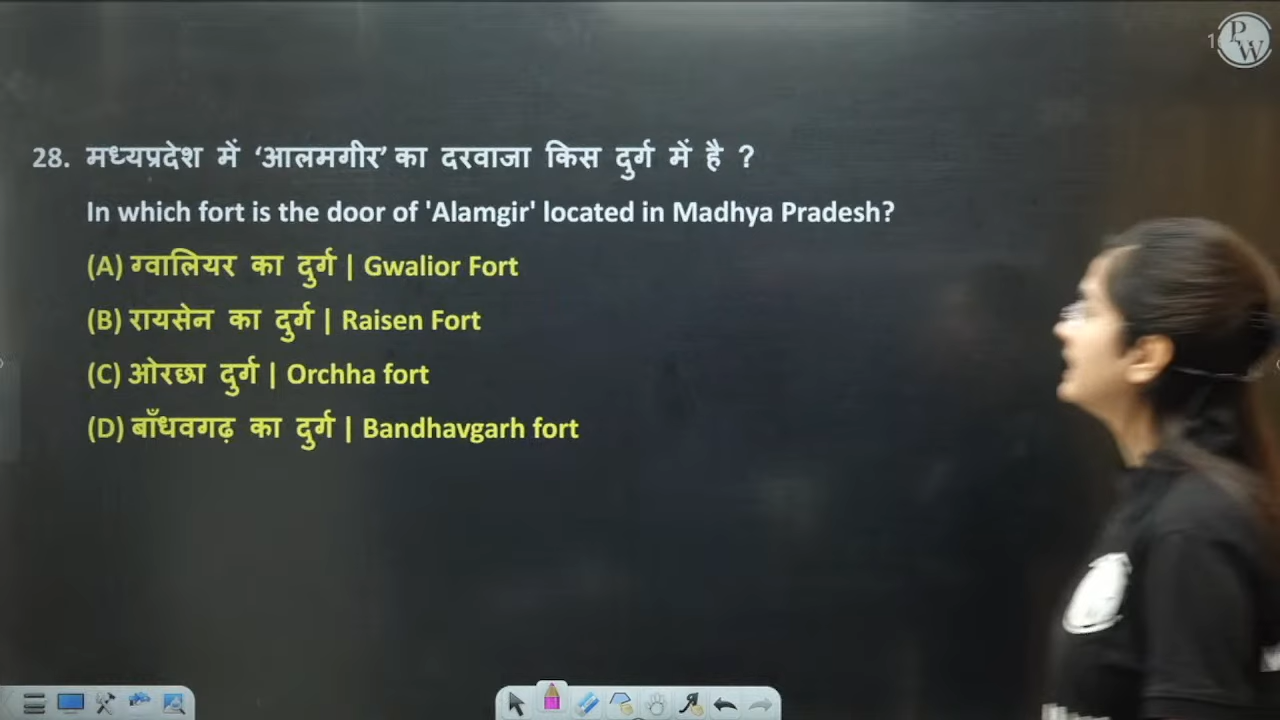 PW
28. मध्यप्रदेश में ‘आलमगीर’ का दरवाजा किस दुर्ग में है ?
In which fort is the door of 'Alamgir' located in Madhya Pradesh?
(A) ग्वालियर का दुर्ग | Gwalior Fort
(B) रायसेन का दुर्ग | Raisen Fort
(C) ओरछा दुर्ग | Orchha fort
(D) बाँधवगढ़ का दुर्ग | Bandhavgarh fort